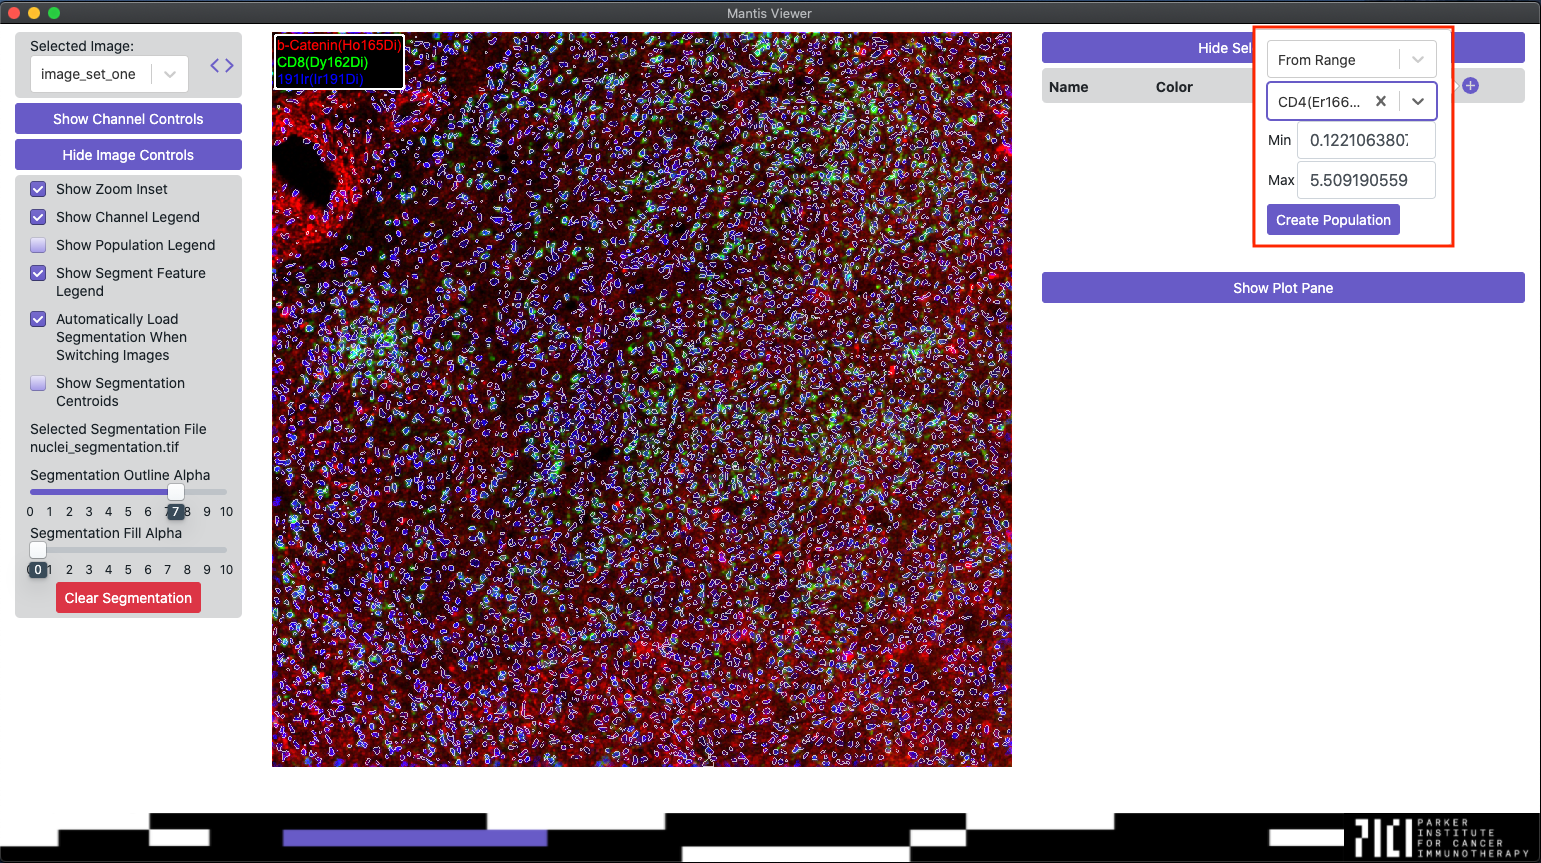 Mantis Viewer
Selected Image:
image_set_one
Show Channel Controls
Hide Image Controls
Show Zoom Inset
Show Channel Legend
Show Population Legend
Show Segment Feature
Legend
Automatically Load
Segmentation When
Switching Images
Show Segmentation
Centroids
Selected Segmentation File
nuclei_segmentation.tif
Segmentation Outline Alpha
0 1 2 3 4 5 6 7 8 9 10
Segmentation Fill Alpha
0 1 2 3 4 5 6 7 8 9 10
Clear Segmentation
b-Catenin(Ho165Di)
CD8(Dy162Di)
191Ir(Ir191Di)
Hide Sel
Name Color
From Range
CD4(Er166...
Min 0.1221063807
Max 5.509190559
Create Population
Show Plot Pane
PICI
PARKER
INSTITUTE
FOR CANCER
IMMUNOTHERAPY